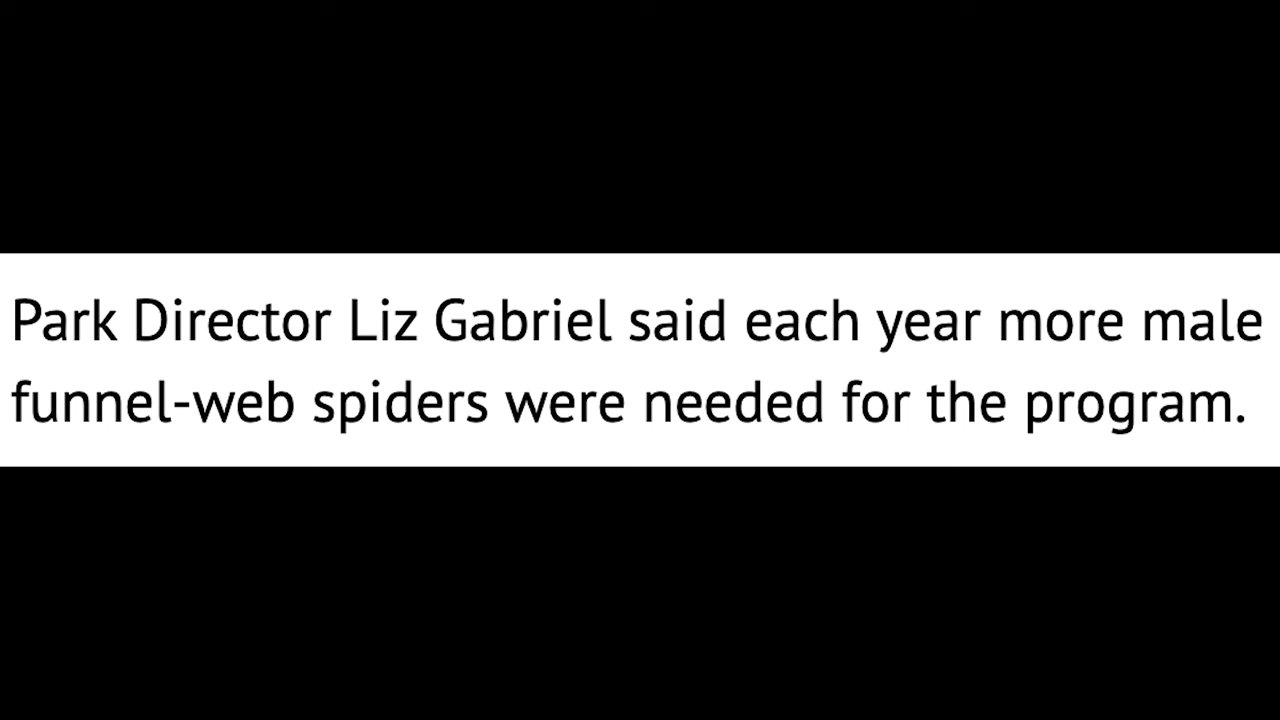 Park Director Liz Gabriel said each year more male
funnel-web spiders were needed for the program.